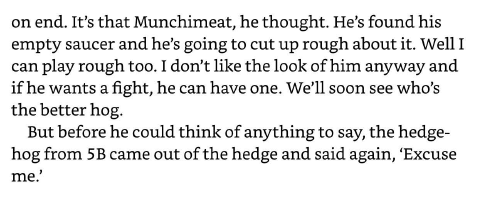 on end. It’s that Munchimeat, he thought. He’s found his
empty saucer and he’s going to cut up rough about it. Well I
can play rough too. I don’t like the look of him anyway and
if he wants a fight, he can have one. We’ll soon see who’s
the better hog.
But before he could think of anything to say, the hedge-
hog from 5B came out of the hedge and said again, ‘Excuse
me.’